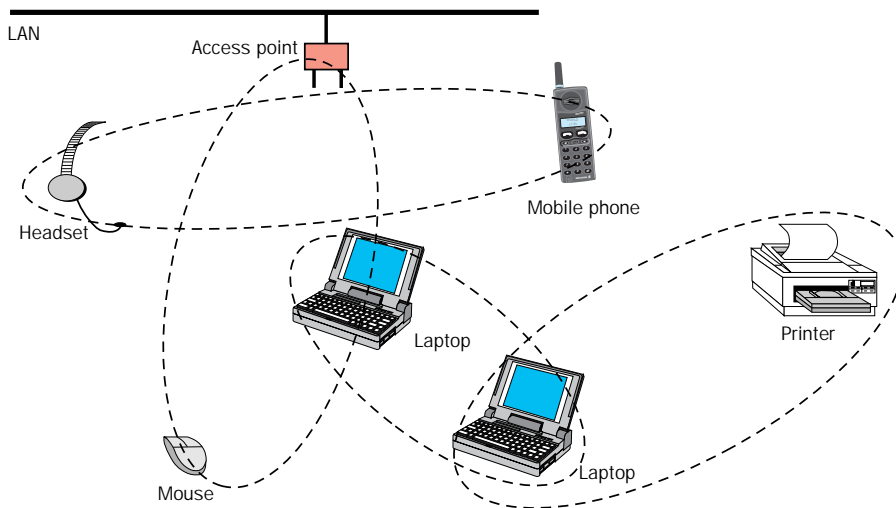 LAN
Access point
Mobile phone
Headset
Printer
Laptop
Laptop
Mouse